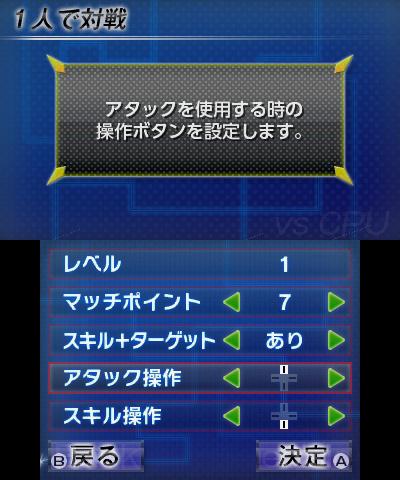 1人で対戦
アタックを使用する時の
操作ボタンを設定します。
vs CPU
レベル 1
マッチポイント 7
スキル+ターゲット あり
アタック操作
スキル操作
B戻る 決定A